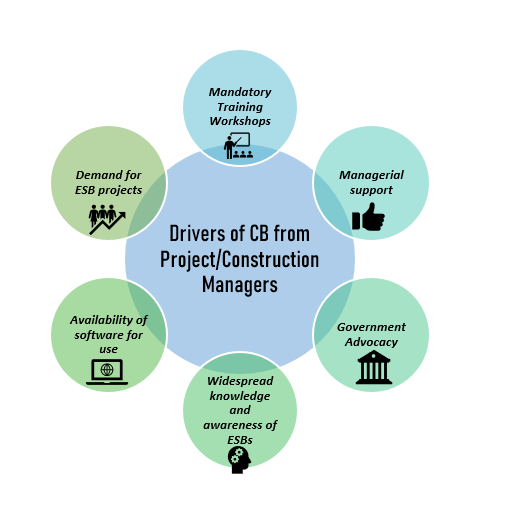 Mandatory
Training
Workshops
Managerial
support
Government
Advocacy
Widespread
knowledge
and
awareness of
ESBs
Availability of
software for
use
Demand for
ESB projects
Drivers of CB from
Project/Construction
Managers